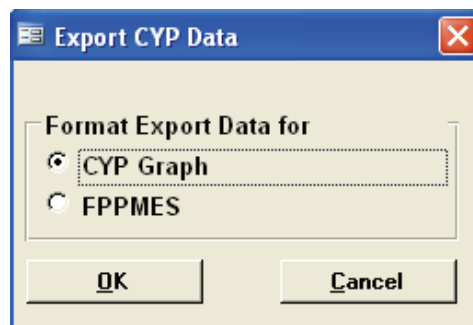 Export CYP Data
Format Export Data for
CYP Graph
FPPMES
OK Cancel